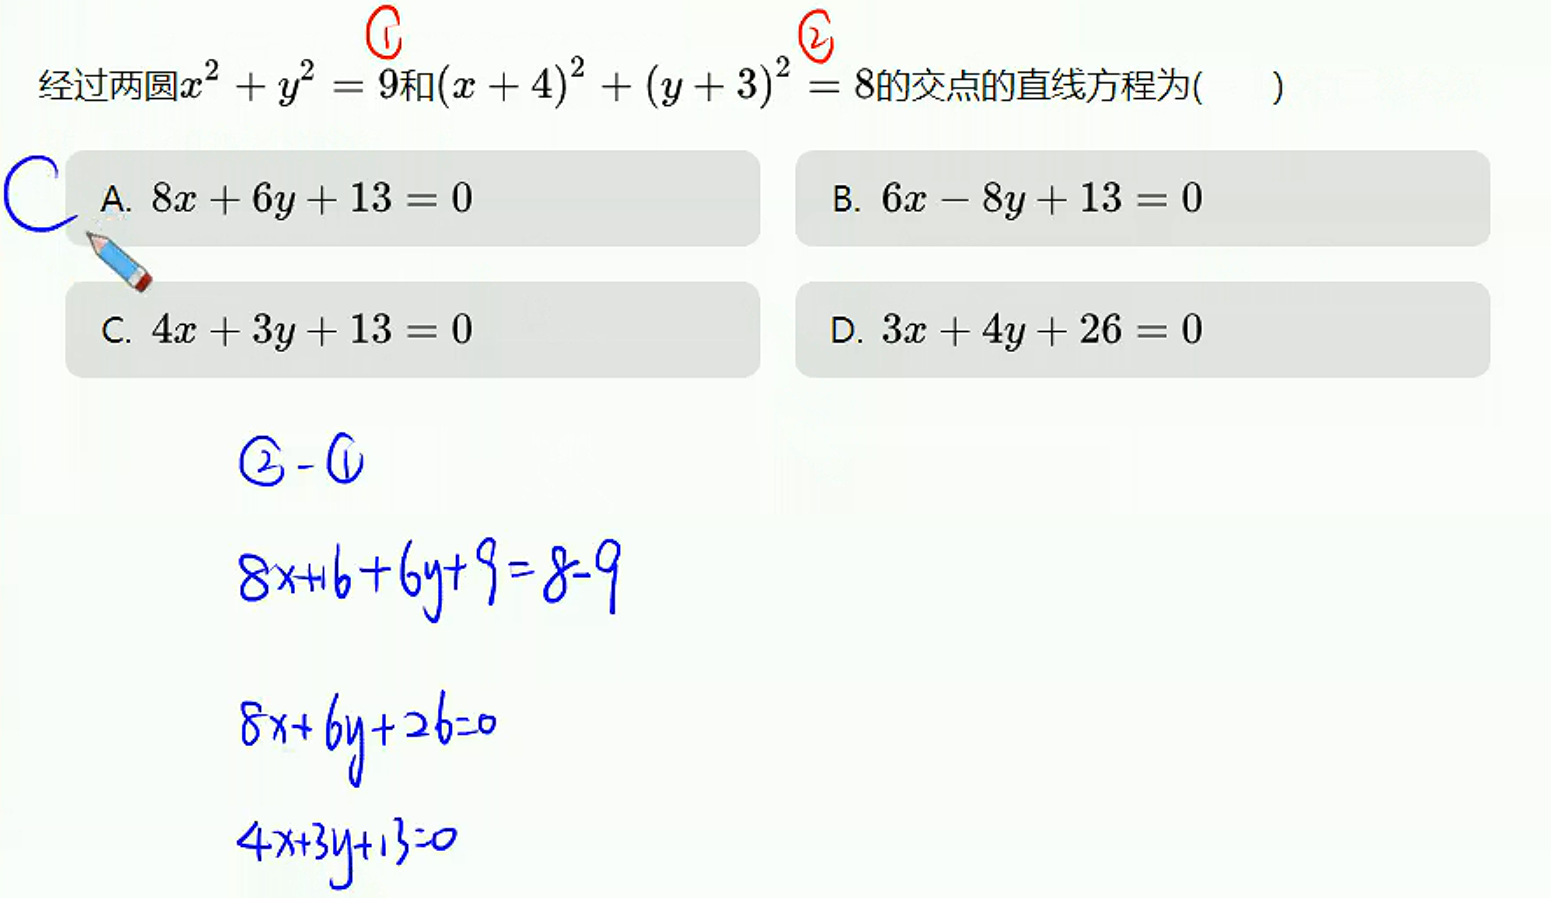 ① ②
经过两圆x² + y² = 9和(x + 4)² + (y + 3)² = 8的交点的直线方程为(　　)
C
A. 8x + 6y + 13 = 0
B. 6x − 8y + 13 = 0
C. 4x + 3y + 13 = 0
D. 3x + 4y + 26 = 0
②-①
8x+16+6y+9=8-9
8x+6y+26=0
4x+3y+13=0